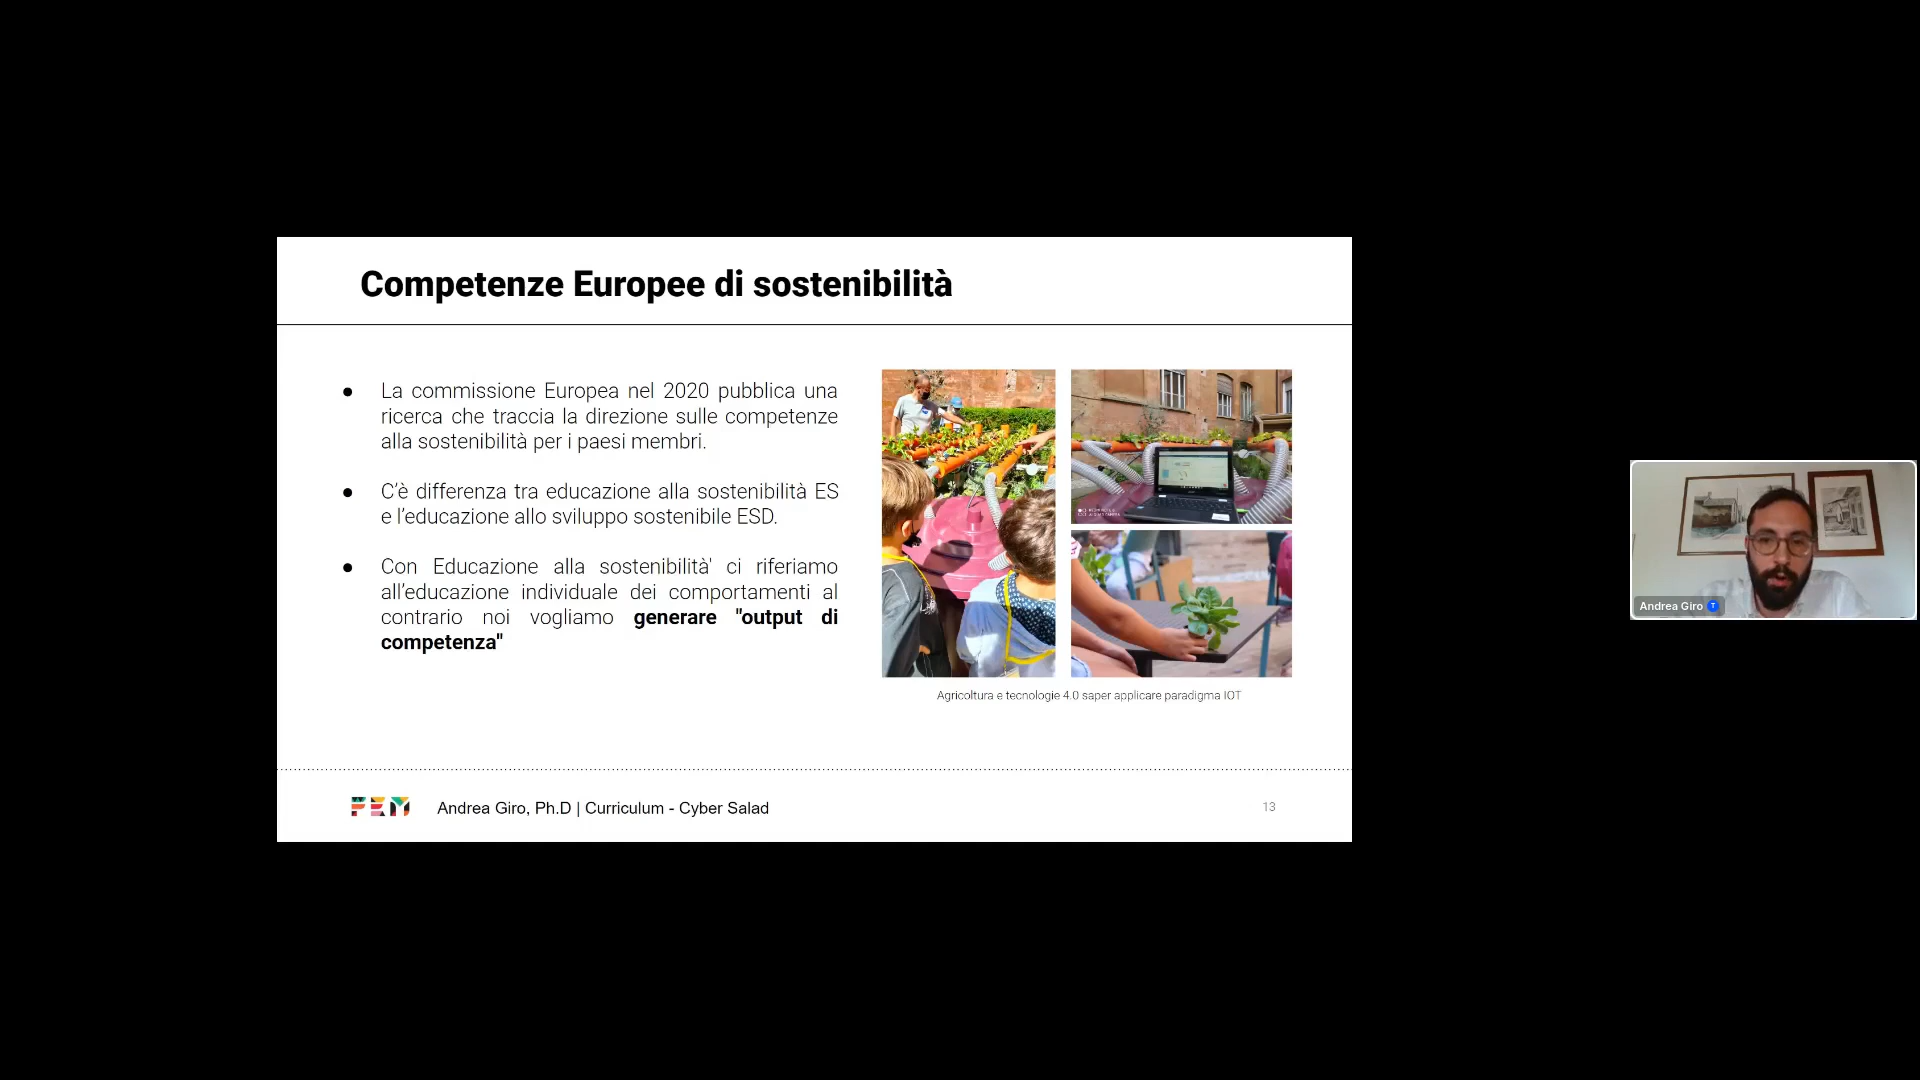 Competenze Europee di sostenibilità
● La commissione Europea nel 2020 pubblica una
ricerca che traccia la direzione sulle competenze
alla sostenibilità per i paesi membri.
● C’è differenza tra educazione alla sostenibilità ES
e l’educazione allo sviluppo sostenibile ESD.
● Con Educazione alla sostenibilità' ci riferiamo
all’educazione individuale dei comportamenti al
contrario noi vogliamo generare "output di
competenza"
Agricoltura e tecnologie 4.0 saper applicare paradigma IOT
FEM
Andrea Giro, Ph.D | Curriculum - Cyber Salad
13
Andrea Giro T